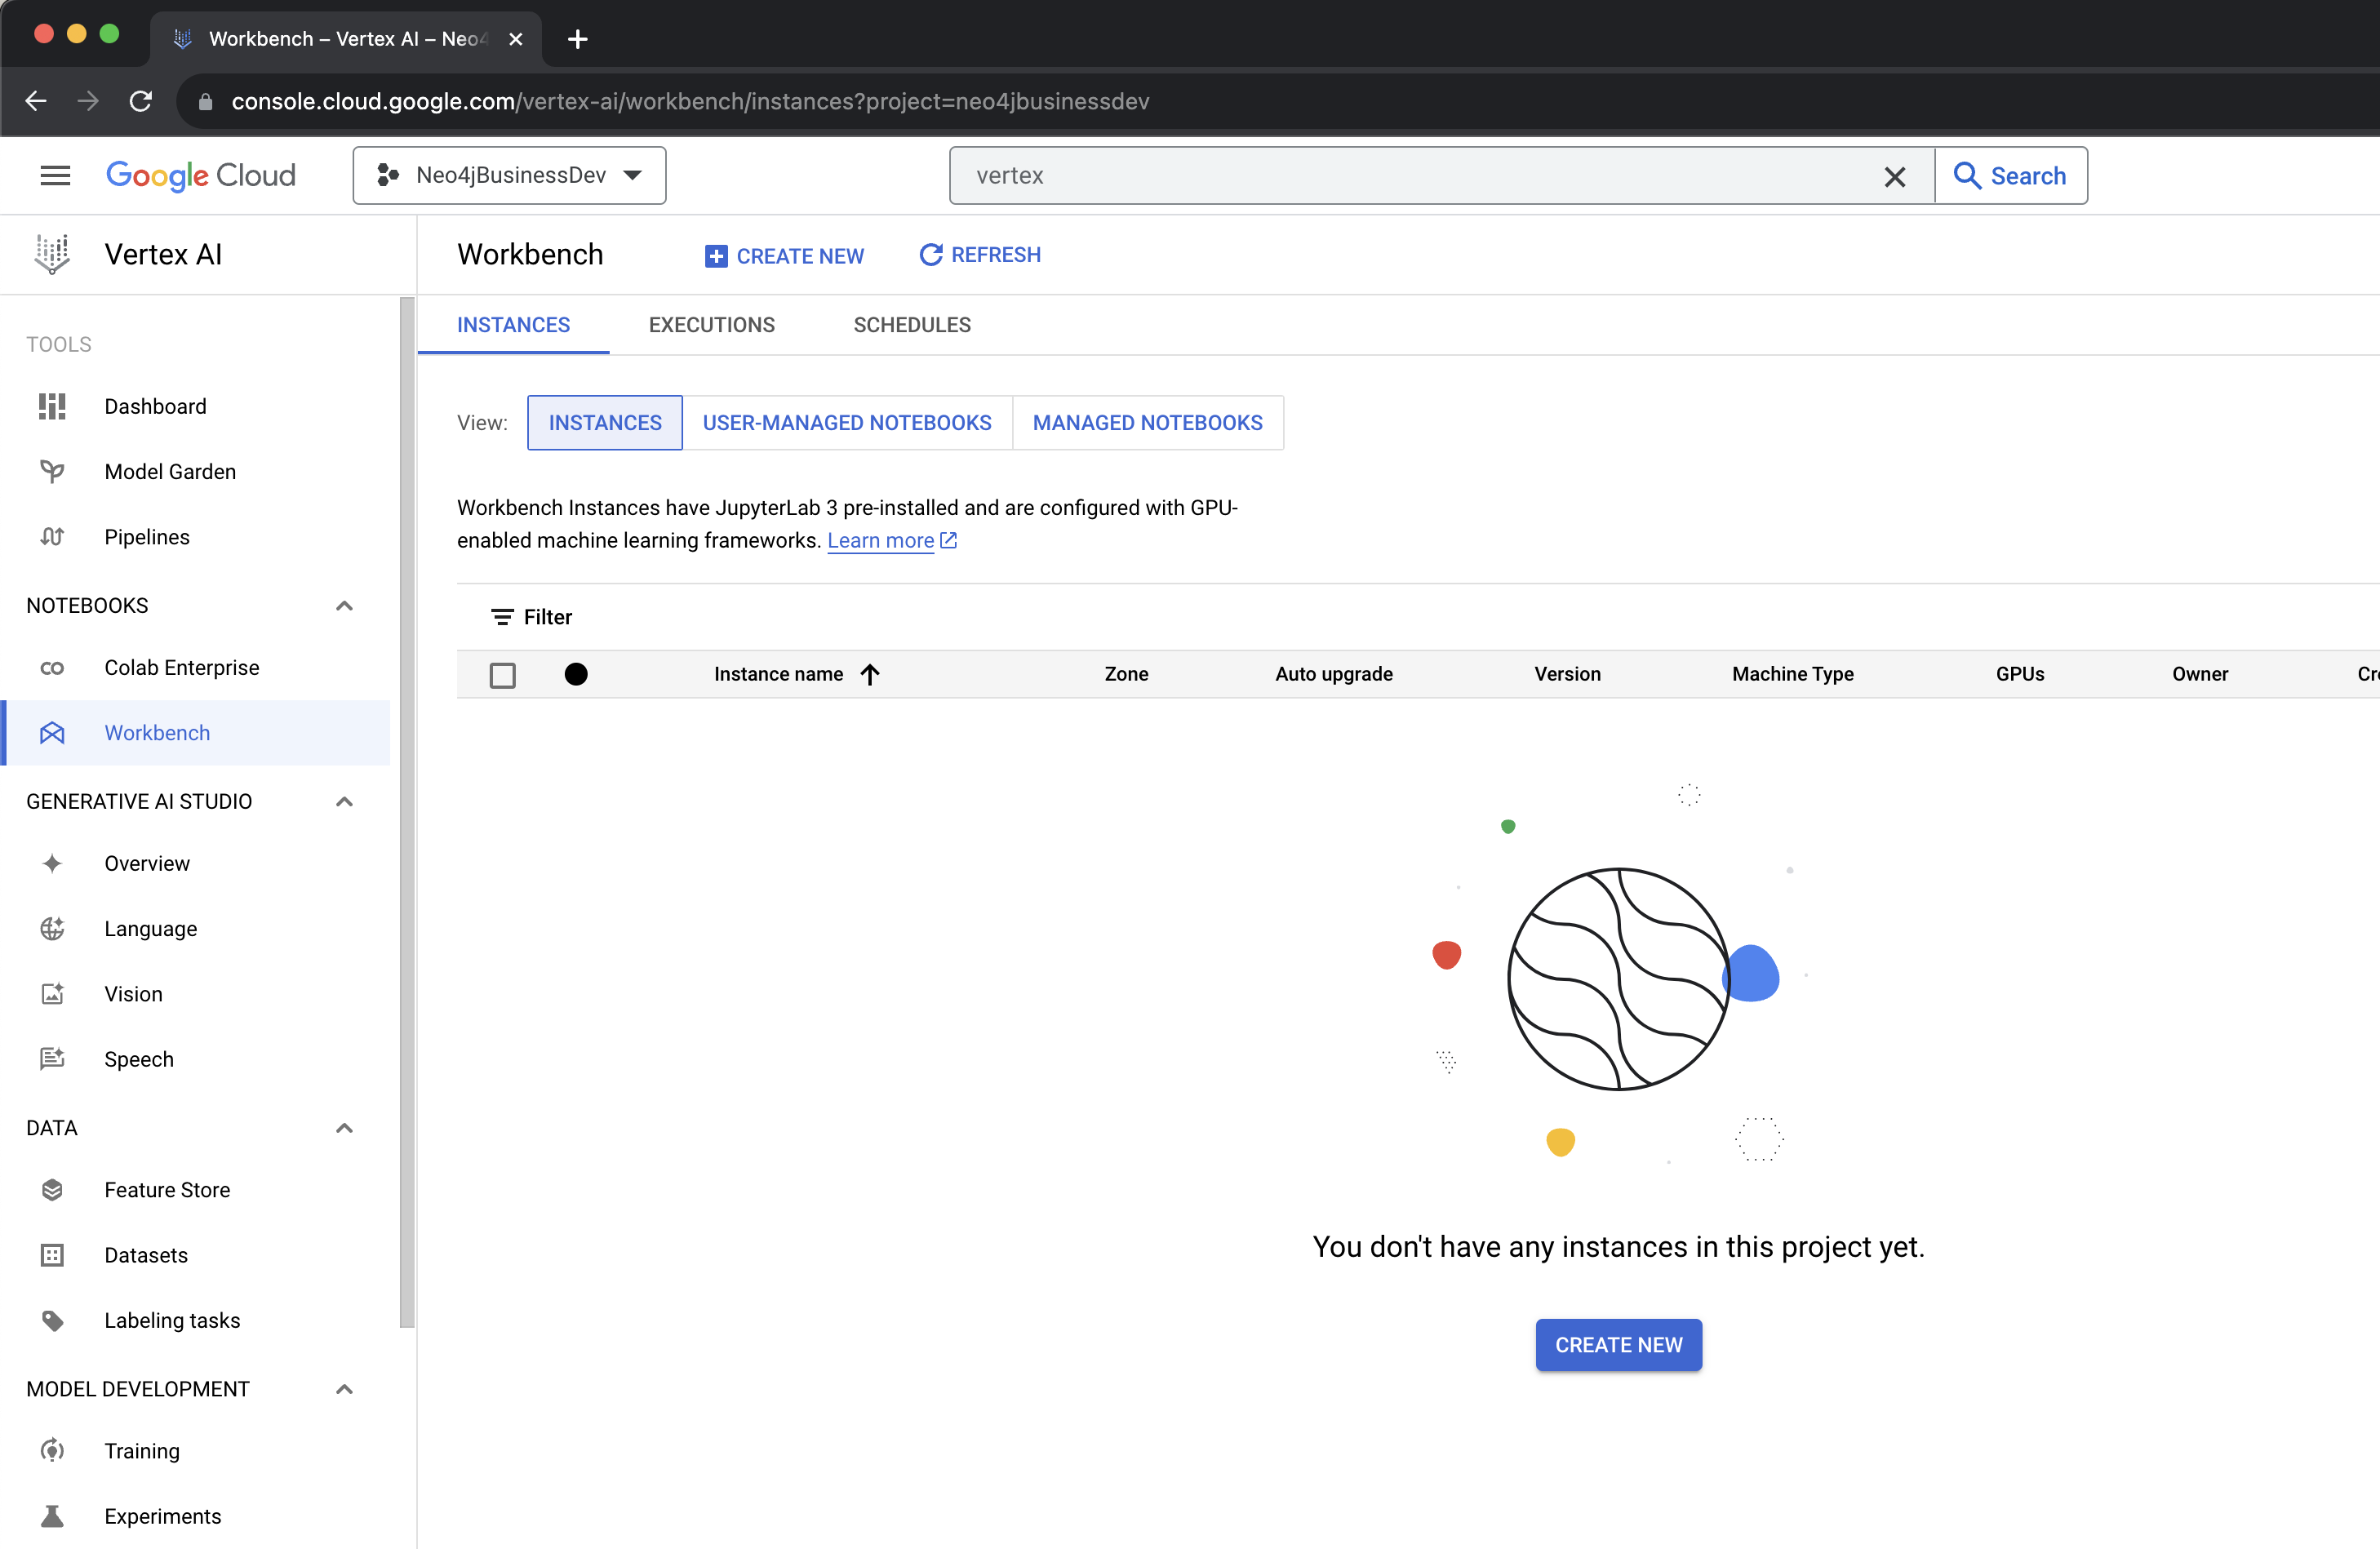 Workbench – Vertex AI – Neo4
console.cloud.google.com/vertex-ai/workbench/instances?project=neo4jbusinessdev
Google Cloud
Neo4jBusinessDev
vertex
Search
Vertex AI
Workbench
CREATE NEW
REFRESH
TOOLS
Dashboard
Model Garden
Pipelines
NOTEBOOKS
Colab Enterprise
Workbench
GENERATIVE AI STUDIO
Overview
Language
Vision
Speech
DATA
Feature Store
Datasets
Labeling tasks
MODEL DEVELOPMENT
Training
Experiments
INSTANCES EXECUTIONS SCHEDULES
View: INSTANCES USER-MANAGED NOTEBOOKS MANAGED NOTEBOOKS
Workbench Instances have JupyterLab 3 pre-installed and are configured with GPU-
enabled machine learning frameworks. Learn more
Filter
Instance name Zone Auto upgrade Version Machine Type GPUs Owner
You don't have any instances in this project yet.
CREATE NEW